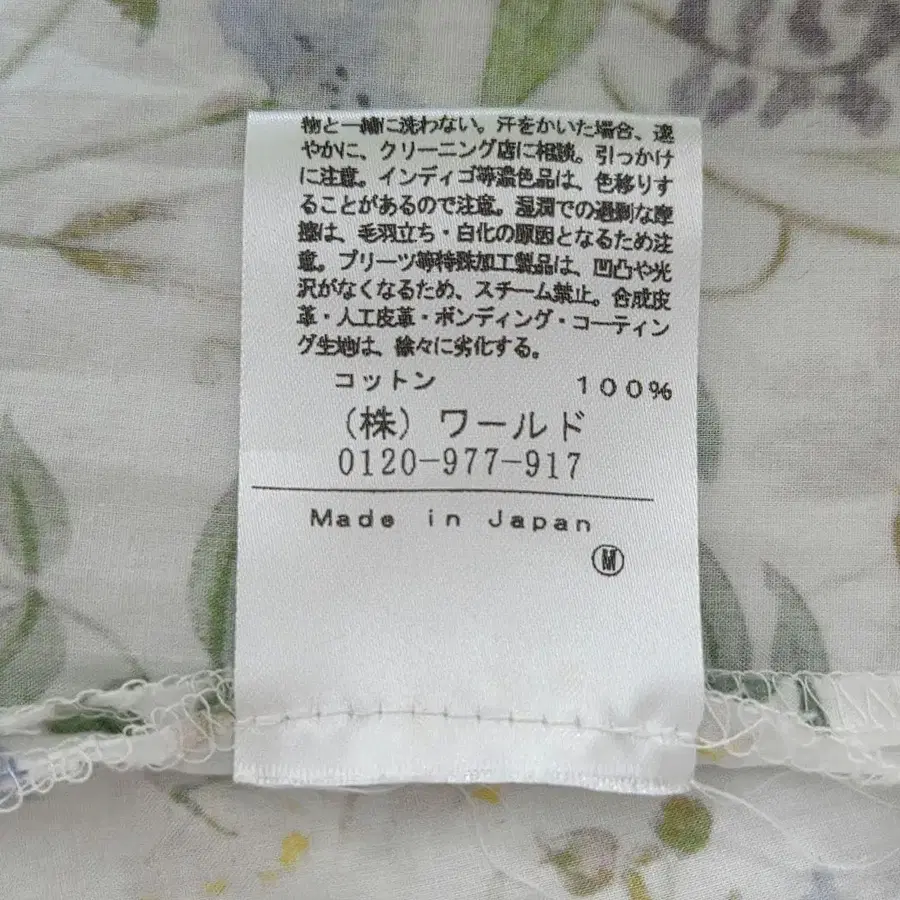 物と一緒に洗わない。汗をかいた場合、速
やかに、クリーニング店に相談。引っかけ
に注意。インディゴ等濃色品は、色移りす
ることがあるので注意。湿潤での過剰な摩
擦は、毛羽立ち・白化の原因となるため注
意。プリーツ等特殊加工製品は、凹凸や光
沢がなくなるため、スチーム禁止。合成皮
革・人工皮革・ボンディング・コーティン
グ生地は、徐々に劣化する。
コットン 100%
(株)ワールド
0120-977-917
Made in Japan
Ⓜ